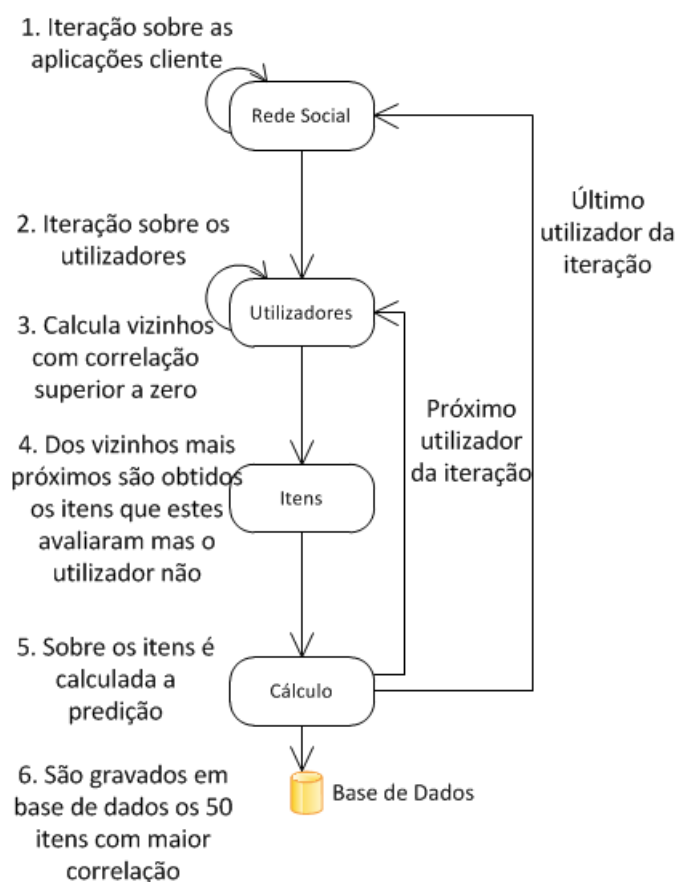 1. Iteração sobre as
aplicações cliente
Rede Social
Último
utilizador da
iteração
2. Iteração sobre os
utilizadores
Utilizadores
3. Calcula vizinhos
com correlação
superior a zero
Próximo
utilizador
da iteração
4. Dos vizinhos mais
próximos são obtidos
os itens que estes
avaliaram mas o
utilizador não
Itens
5. Sobre os itens é
calculada a
predição
Cálculo
6. São gravados em
base de dados os 50
itens com maior
correlação
Base de Dados